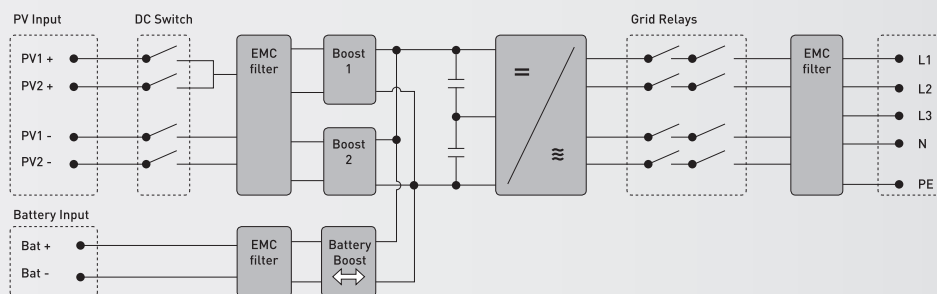 PV Input
DC Switch
Grid Relays
PV1 +
PV2 +
PV1 -
PV2 -
EMC
filter
Boost
1
Boost
2
=
≋
EMC
filter
L1
L2
L3
N
PE
Battery Input
Bat +
Bat -
EMC
filter
Battery
Boost